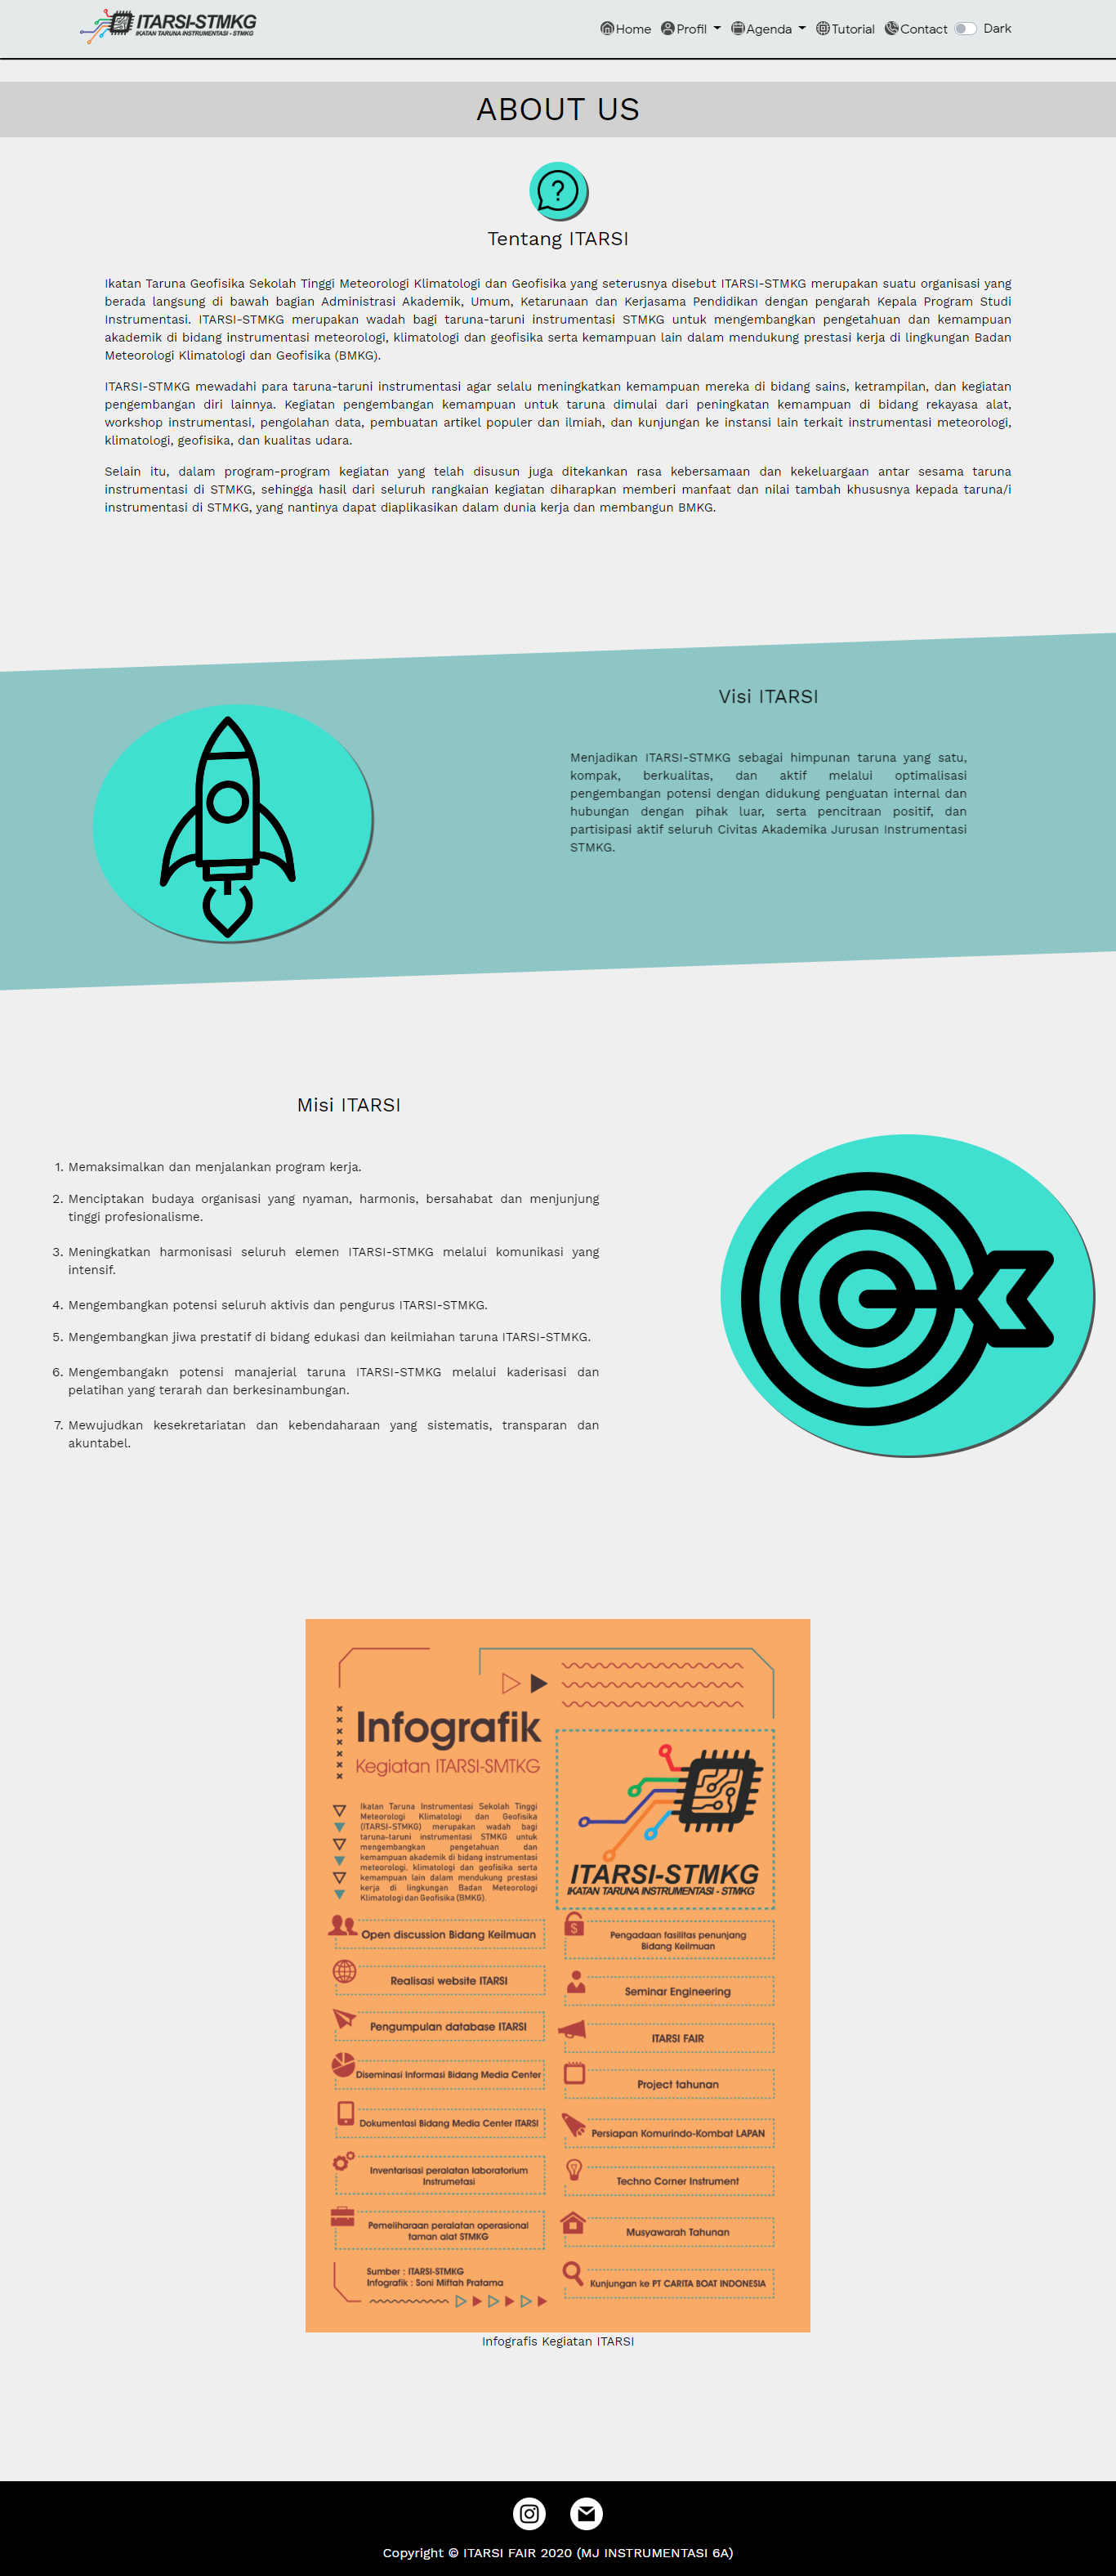 ITARSI-STMKG
IKATAN TARUNA INSTRUMENTASI - STMKG
Home Profil Agenda Tutorial Contact Dark
ABOUT US
Tentang ITARSI
Ikatan Taruna Geofisika Sekolah Tinggi Meteorologi Klimatologi dan Geofisika yang seterusnya disebut ITARSI-STMKG merupakan suatu organisasi yang
berada langsung di bawah bagian Administrasi Akademik, Umum, Ketarunaan dan Kerjasama Pendidikan dengan pengarah Kepala Program Studi
Instrumentasi. ITARSI-STMKG merupakan wadah bagi taruna-taruni instrumentasi STMKG untuk mengembangkan pengetahuan dan kemampuan
akademik di bidang instrumentasi meteorologi, klimatologi dan geofisika serta kemampuan lain dalam mendukung prestasi kerja di lingkungan Badan
Meteorologi Klimatologi dan Geofisika (BMKG).
ITARSI-STMKG mewadahi para taruna-taruni instrumentasi agar selalu meningkatkan kemampuan mereka di bidang sains, ketrampilan, dan kegiatan
pengembangan diri lainnya. Kegiatan pengembangan kemampuan untuk taruna dimulai dari peningkatan kemampuan di bidang rekayasa alat,
workshop instrumentasi, pengolahan data, pembuatan artikel populer dan ilmiah, dan kunjungan ke instansi lain terkait instrumentasi meteorologi,
klimatologi, geofisika, dan kualitas udara.
Selain itu, dalam program-program kegiatan yang telah disusun juga ditekankan rasa kebersamaan dan kekeluargaan antar sesama taruna
instrumentasi di STMKG, sehingga hasil dari seluruh rangkaian kegiatan diharapkan memberi manfaat dan nilai tambah khususnya kepada taruna/i
instrumentasi di STMKG, yang nantinya dapat diaplikasikan dalam dunia kerja dan membangun BMKG.
Visi ITARSI
Menjadikan ITARSI-STMKG sebagai himpunan taruna yang satu,
kompak, berkualitas, dan aktif melalui optimalisasi
pengembangan potensi dengan didukung penguatan internal dan
hubungan dengan pihak luar, serta pencitraan positif, dan
partisipasi aktif seluruh Civitas Akademika Jurusan Instrumentasi
STMKG.
Misi ITARSI
1. Memaksimalkan dan menjalankan program kerja.
2. Menciptakan budaya organisasi yang nyaman, harmonis, bersahabat dan menjunjung
tinggi profesionalisme.
3. Meningkatkan harmonisasi seluruh elemen ITARSI-STMKG melalui komunikasi yang
intensif.
4. Mengembangkan potensi seluruh aktivis dan pengurus ITARSI-STMKG.
5. Mengembangkan jiwa prestatif di bidang edukasi dan keilmiahan taruna ITARSI-STMKG.
6. Mengembangakn potensi manajerial taruna ITARSI-STMKG melalui kaderisasi dan
pelatihan yang terarah dan berkesinambungan.
7. Mewujudkan kesekretariatan dan kebendaharaan yang sistematis, transparan dan
akuntabel.
Infografik
Kegiatan ITARSI-SMTKG
Ikatan Taruna Instrumentasi Sekolah Tinggi
Meteorologi Klimatologi dan Geofisika
(ITARSI-STMKG) merupakan wadah bagi
taruna-taruni instrumentasi STMKG untuk
mengembangkan pengetahuan dan
kemampuan akademik di bidang instrumentasi
meteorologi, klimatologi dan geofisika serta
kemampuan lain dalam mendukung prestasi
kerja di lingkungan Badan Meteorologi
Klimatologi dan Geofisika (BMKG).
ITARSI-STMKG
IKATAN TARUNA INSTRUMENTASI - STMKG
Open discussion Bidang Keilmuan
Realisasi website ITARSI
Pengumpulan database ITARSI
Diseminasi Informasi Bidang Media Center
Dokumentasi Bidang Media Center ITARSI
Inventarisasi peralatan laboratorium
Instrumetasi
Pemeliharaan peralatan operasional
taman alat STMKG
Sumber : ITARSI-STMKG
Infografik : Soni Miftah Pratama
Pengadaan fasilitas penunjang
Bidang Keilmuan
Seminar Engineering
ITARSI FAIR
Project tahunan
Persiapan Komurindo-Kombat LAPAN
Techno Corner Instrument
Musyawarah Tahunan
Kunjungan ke PT CARITA BOAT INDONESIA
Infografis Kegiatan ITARSI
Copyright © ITARSI FAIR 2020 (MJ INSTRUMENTASI 6A)